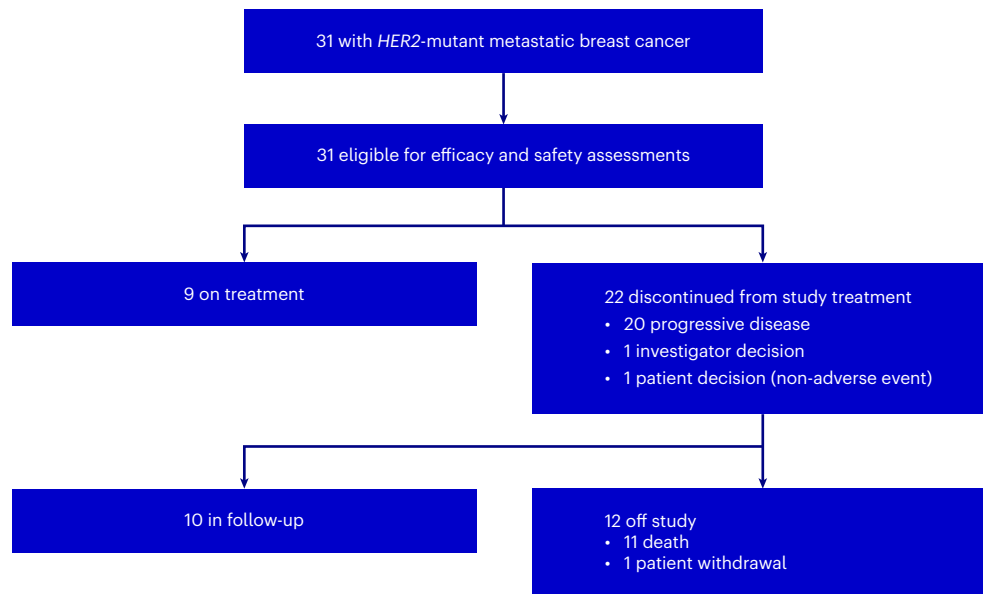 31 with HER2-mutant metastatic breast cancer
31 eligible for efficacy and safety assessments
9 on treatment
22 discontinued from study treatment
• 20 progressive disease
• 1 investigator decision
• 1 patient decision (non-adverse event)
10 in follow-up
12 off study
• 11 death
• 1 patient withdrawal